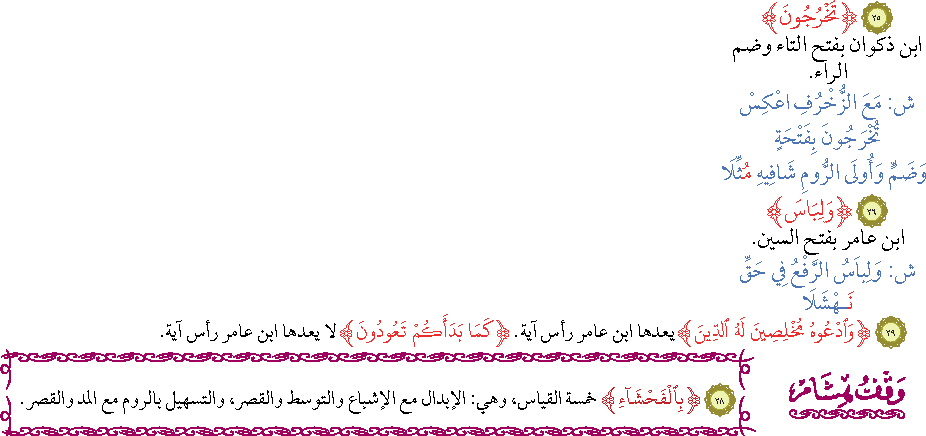 ٢٥ ﴿تَخْرُجُونَ﴾
ابن ذكوان بفتح التاء وضم
الراء.
ش: مَعَ الزُّخْرُفِ اعْكِسْ
تُخْرَجُونَ بِفَتْحَةٍ
وَضَمٌّ وَأُولَى الرُّومِ شَافِيهِ مُثِّلَا
٢٦ ﴿وَلِبَاسَ﴾
ابن عامر بفتح السين.
ش: وَلِبَاسُ الرَّفْعُ فِي حَقِّ
نَـهْشَلَا
٢٩ ﴿وَٱدْعُوهُ مُخْلِصِينَ لَهُ ٱلدِّينَ﴾ يعدها ابن عامر رأس آية. ﴿كَمَا بَدَأَكُمْ تَعُودُونَ﴾ لا يعدها ابن عامر رأس آية.
وَقْفُ هِشَام
٢٨ ﴿بِٱلْفَحْشَآءِ﴾ خمسة القياس، وهي: الإبدال مع الإشباع والتوسط والقصر، والتسهيل بالروم مع المد والقصر.